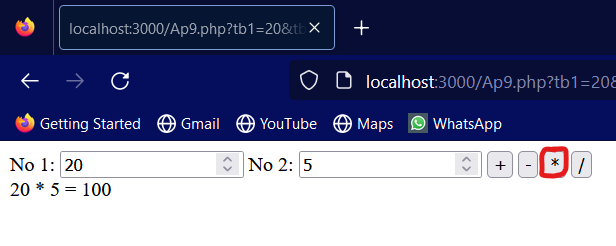 localhost:3000/Ap9.php?tb1=20&tb
localhost:3000/Ap9.php?tb1=20&
Getting Started Gmail YouTube Maps WhatsApp
No 1: 20 No 2: 5 + - * /
20 * 5 = 100